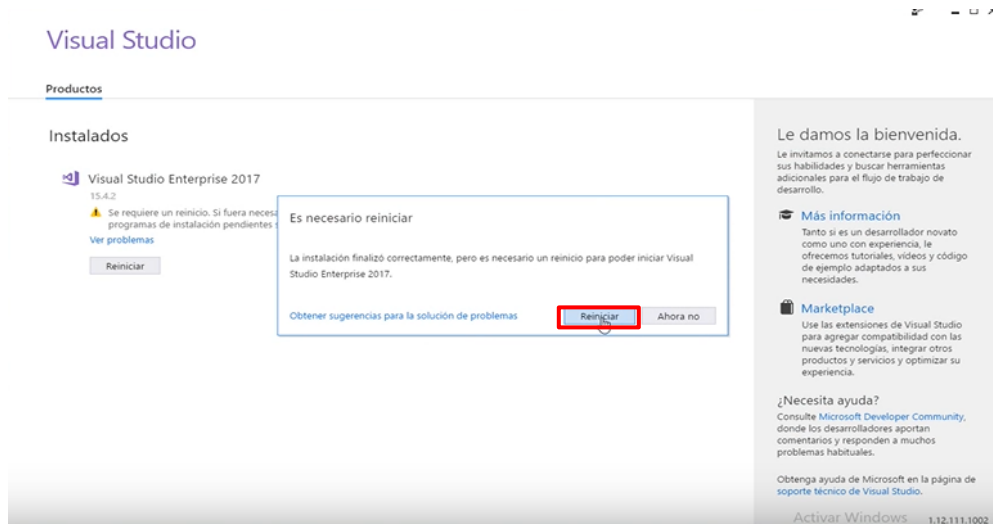 Visual Studio
Productos
Instalados
Visual Studio Enterprise 2017
15.4.2
Se requiere un reinicio. Si fuera neces
programas de instalación pendientes
Ver problemas
Reiniciar
Es necesario reiniciar
La instalación finalizó correctamente, pero es necesario un reinicio para poder iniciar Visual
Studio Enterprise 2017.
Obtener sugerencias para la solución de problemas
Reiniciar
Ahora no
Le damos la bienvenida.
Le invitamos a conectarse para perfeccionar
sus habilidades y buscar herramientas
adicionales para el flujo de trabajo de
desarrollo.
Más información
Tanto si es un desarrollador novato
como uno con experiencia, le
ofrecemos tutoriales, vídeos y código
de ejemplo adaptados a sus
necesidades.
Marketplace
Use las extensiones de Visual Studio
para agregar compatibilidad con las
nuevas tecnologías, integrar otros
productos y servicios y optimizar su
experiencia.
¿Necesita ayuda?
Consulte Microsoft Developer Community,
donde los desarrolladores aportan
comentarios y responden a muchos
problemas habituales.
Obtenga ayuda de Microsoft en la página de
soporte técnico de Visual Studio.
Activar Windows
1.12.111.1002